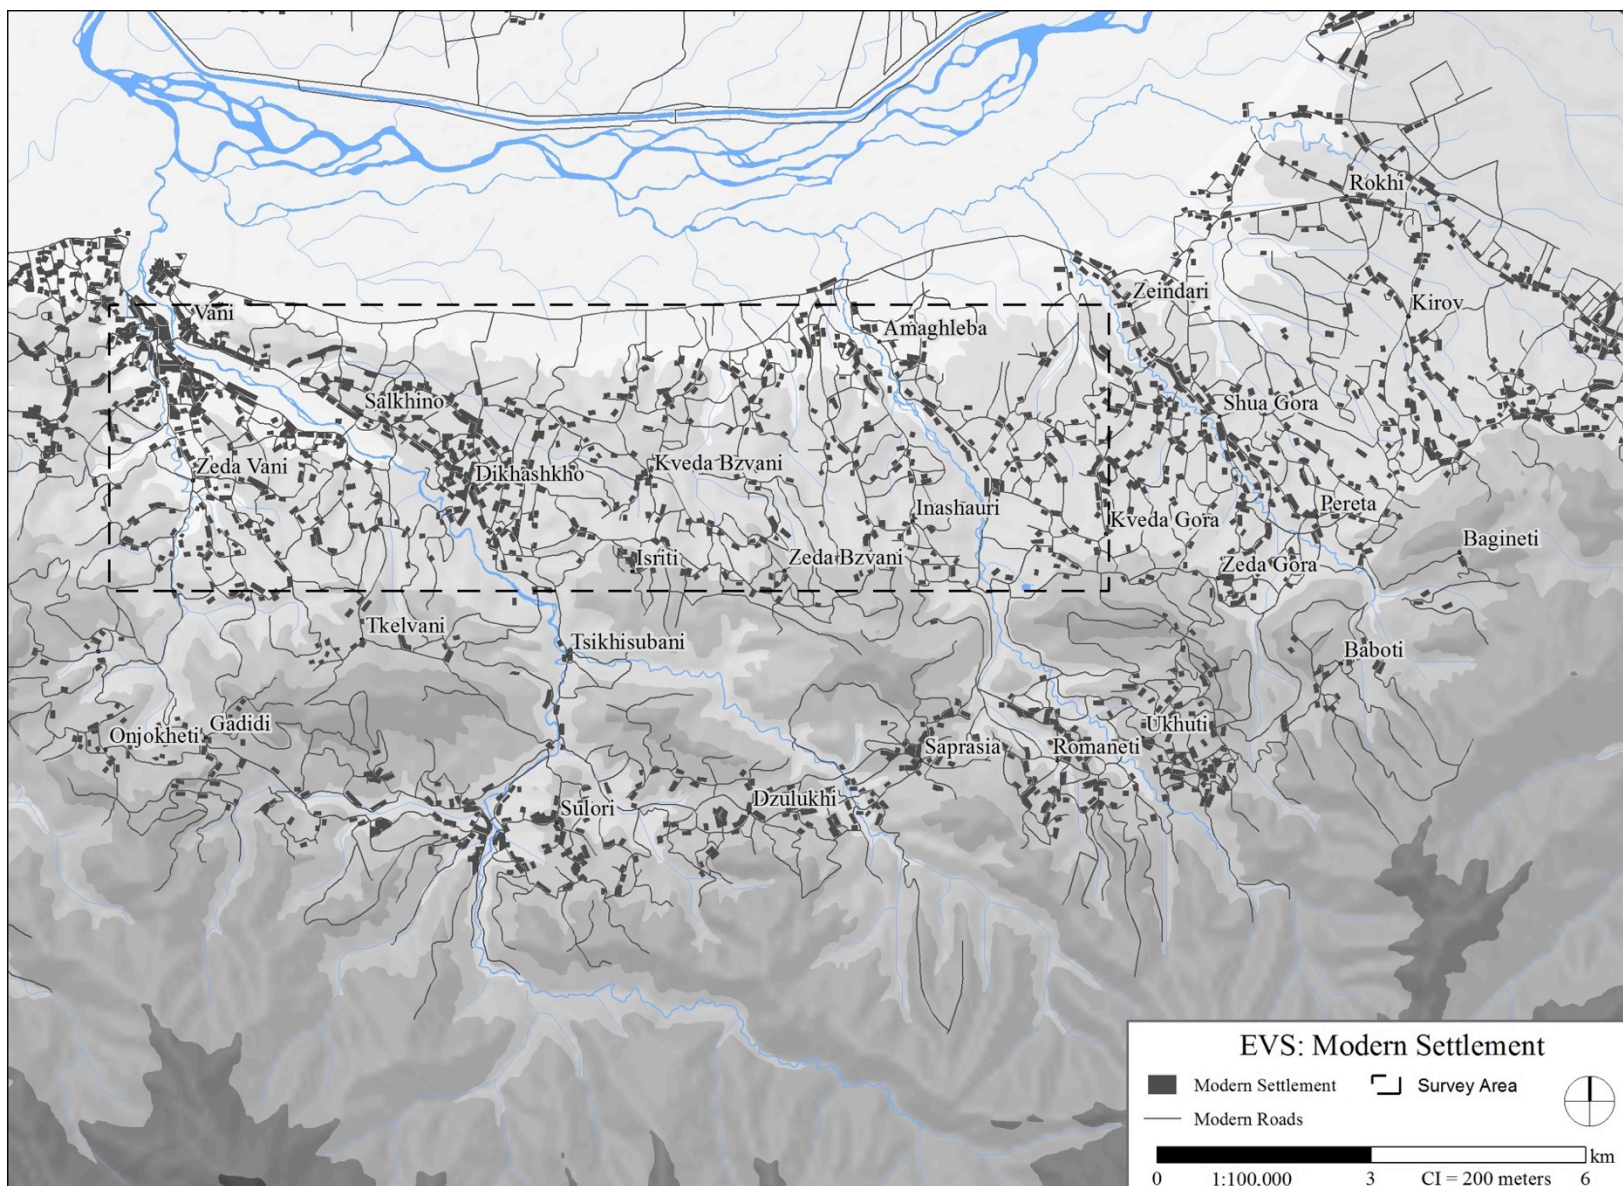 Rokhi
Vani
Zeindari
Kirov
Amaghleba
Salkhino
Shua Gora
Zeda Vani
Dikhashkho
Kveda Bzvani
Inashauri
Pereta
Kveda Gora
Bagineti
Isriti
Zeda Bzvani
Zeda Gora
Tkelvani
Tsikhisubani
Baboti
Onjokheti
Gadidi
Saprasia
Romaneti
Ukhuti
Sulori
Dzulukhi
EVS: Modern Settlement
Modern Settlement
Survey Area
Modern Roads
km
0 1:100,000 3 CI = 200 meters 6